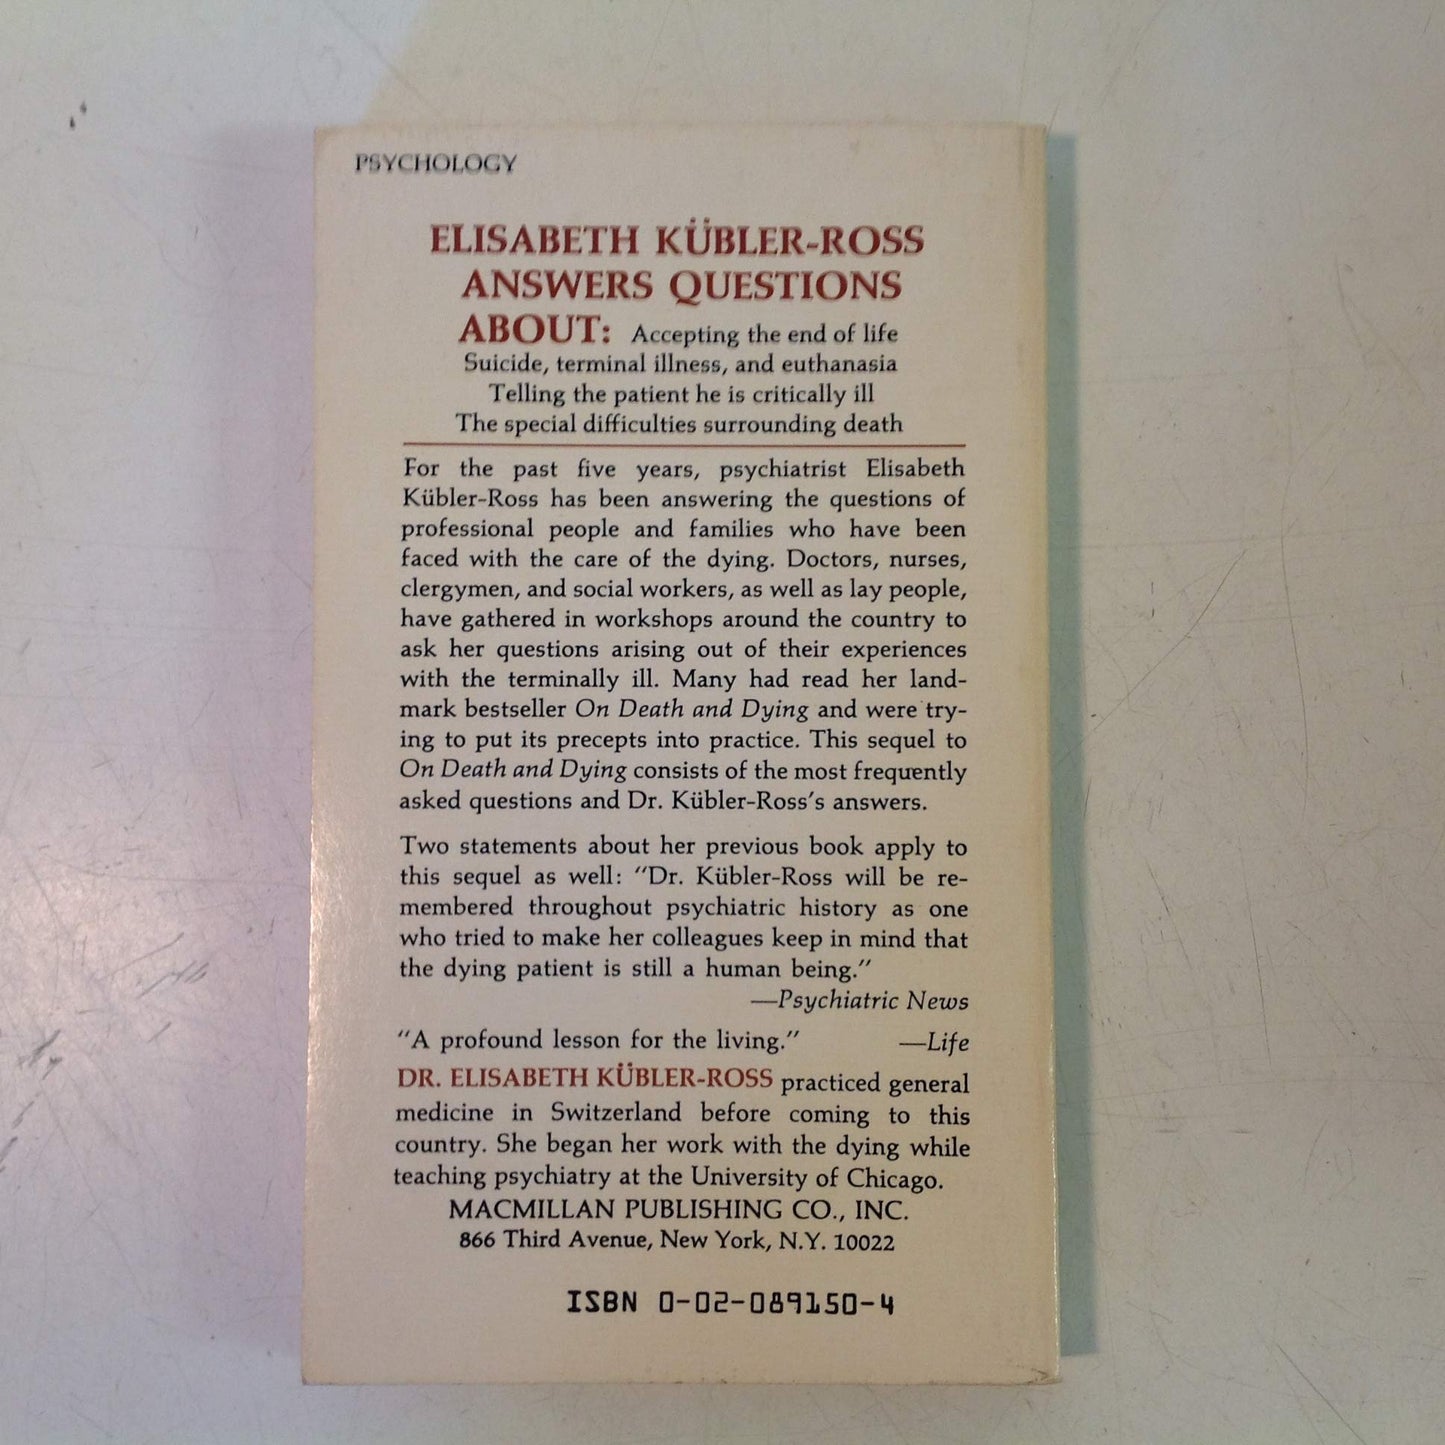 PSYCHOLOGY
ELISABETH KÜBLER-ROSS
ANSWERS QUESTIONS
ABOUT: Accepting the end of life
Suicide, terminal illness, and euthanasia
Telling the patient he is critically ill
The special difficulties surrounding death
For the past five years, psychiatrist Elisabeth
Kübler-Ross has been answering the questions of
professional people and families who have been
faced with the care of the dying. Doctors, nurses,
clergymen, and social workers, as well as lay people,
have gathered in workshops around the country to
ask her questions arising out of their experiences
with the terminally ill. Many had read her land-
mark bestseller On Death and Dying and were try-
ing to put its precepts into practice. This sequel to
On Death and Dying consists of the most frequently
asked questions and Dr. Kübler-Ross's answers.
Two statements about her previous book apply to
this sequel as well: "Dr. Kübler-Ross will be re-
membered throughout psychiatric history as one
who tried to make her colleagues keep in mind that
the dying patient is still a human being."
—Psychiatric News
"A profound lesson for the living." —Life
DR. ELISABETH KÜBLER-ROSS practiced general
medicine in Switzerland before coming to this
country. She began her work with the dying while
teaching psychiatry at the University of Chicago.
MACMILLAN PUBLISHING CO., INC.
866 Third Avenue, New York, N.Y. 10022
ISBN 0-02-089150-4